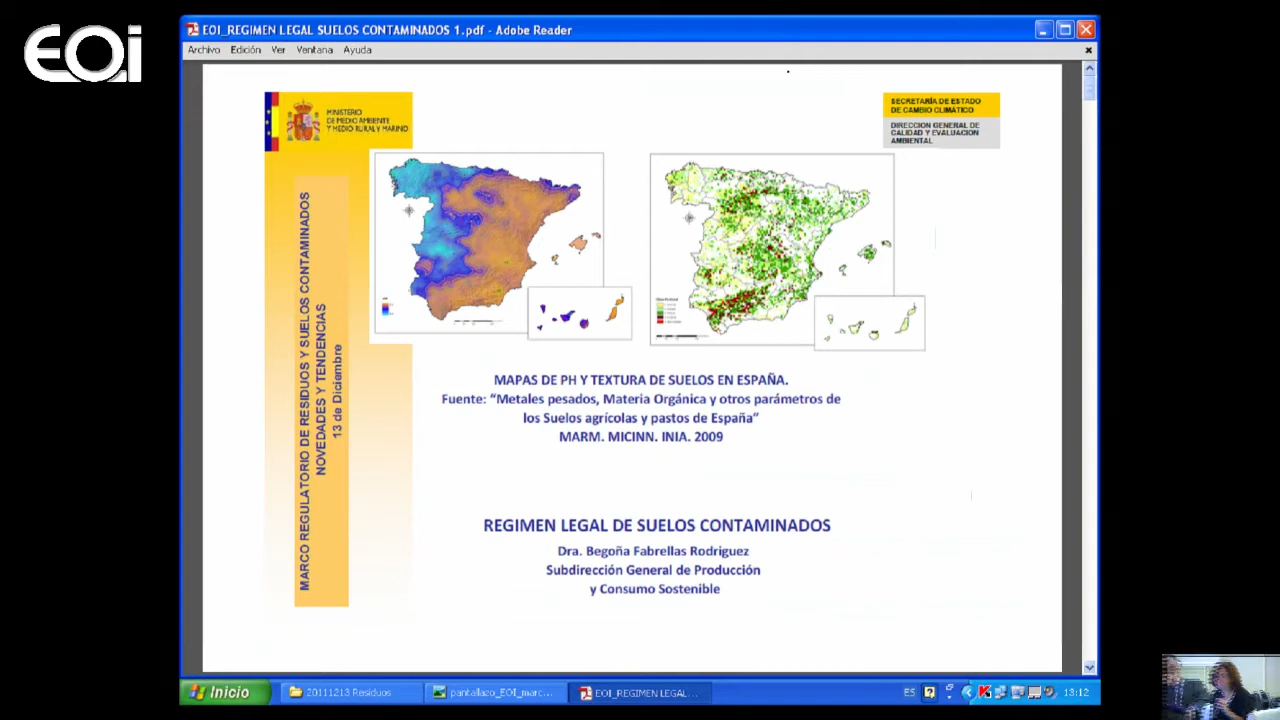 EOi
EOI_REGIMEN LEGAL SUELOS CONTAMINADOS 1.pdf - Adobe Reader
Archivo Edición Ver Ventana Ayuda
MINISTERIO
DE MEDIO AMBIENTE
Y MEDIO RURAL Y MARINO
SECRETARÍA DE ESTADO
DE CAMBIO CLIMÁTICO
DIRECCION GENERAL DE
CALIDAD Y EVALUACION
AMBIENTAL
MARCO REGULATORIO DE RESIDUOS Y SUELOS CONTAMINADOS
NOVEDADES Y TENDENCIAS
13 de Diciembre
MAPAS DE PH Y TEXTURA DE SUELOS EN ESPAÑA.
Fuente: “Metales pesados, Materia Orgánica y otros parámetros de
los Suelos agrícolas y pastos de España”
MARM. MICINN. INIA. 2009
REGIMEN LEGAL DE SUELOS CONTAMINADOS
Dra. Begoña Fabrellas Rodriguez
Subdirección General de Producción
y Consumo Sostenible
Inicio
20111213 Residuos
pantallazo_EOI_marc...
EOI_REGIMEN LEGAL...
ES
13:12